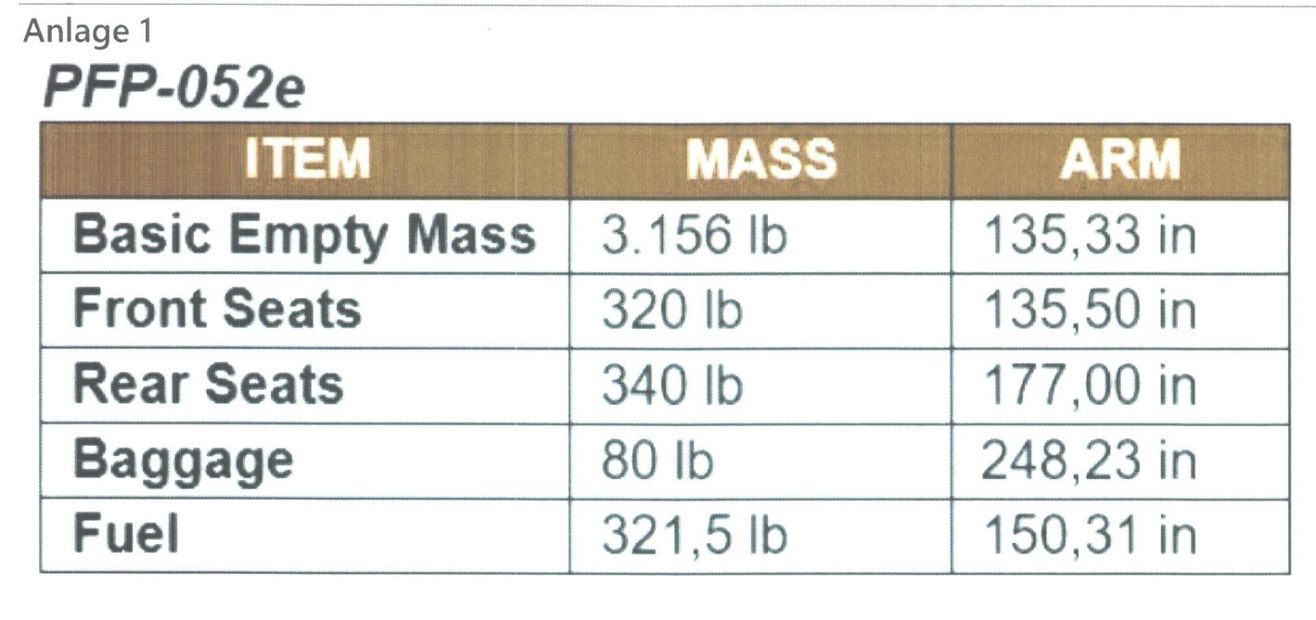 Anlage 1
PFP-052e
ITEM MASS ARM
Basic Empty Mass 3.156 lb 135,33 in
Front Seats 320 lb 135,50 in
Rear Seats 340 lb 177,00 in
Baggage 80 lb 248,23 in
Fuel 321,5 lb 150,31 in